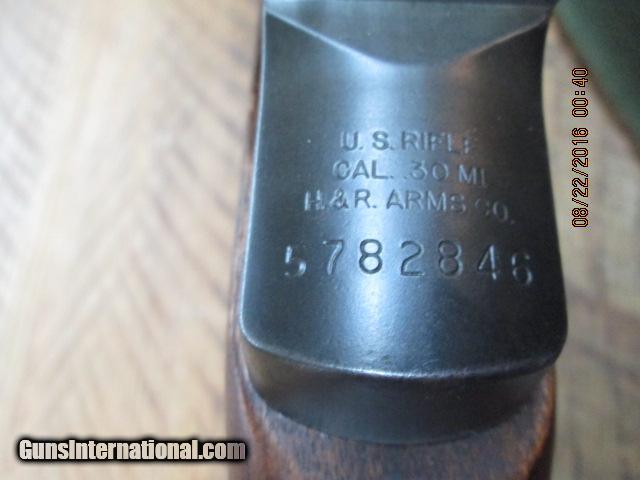 U. S. RIFLE
CAL. .30 M1
H. & R. ARMS CO.
5782846
08/22/2016 00:40
GunsInternational.com